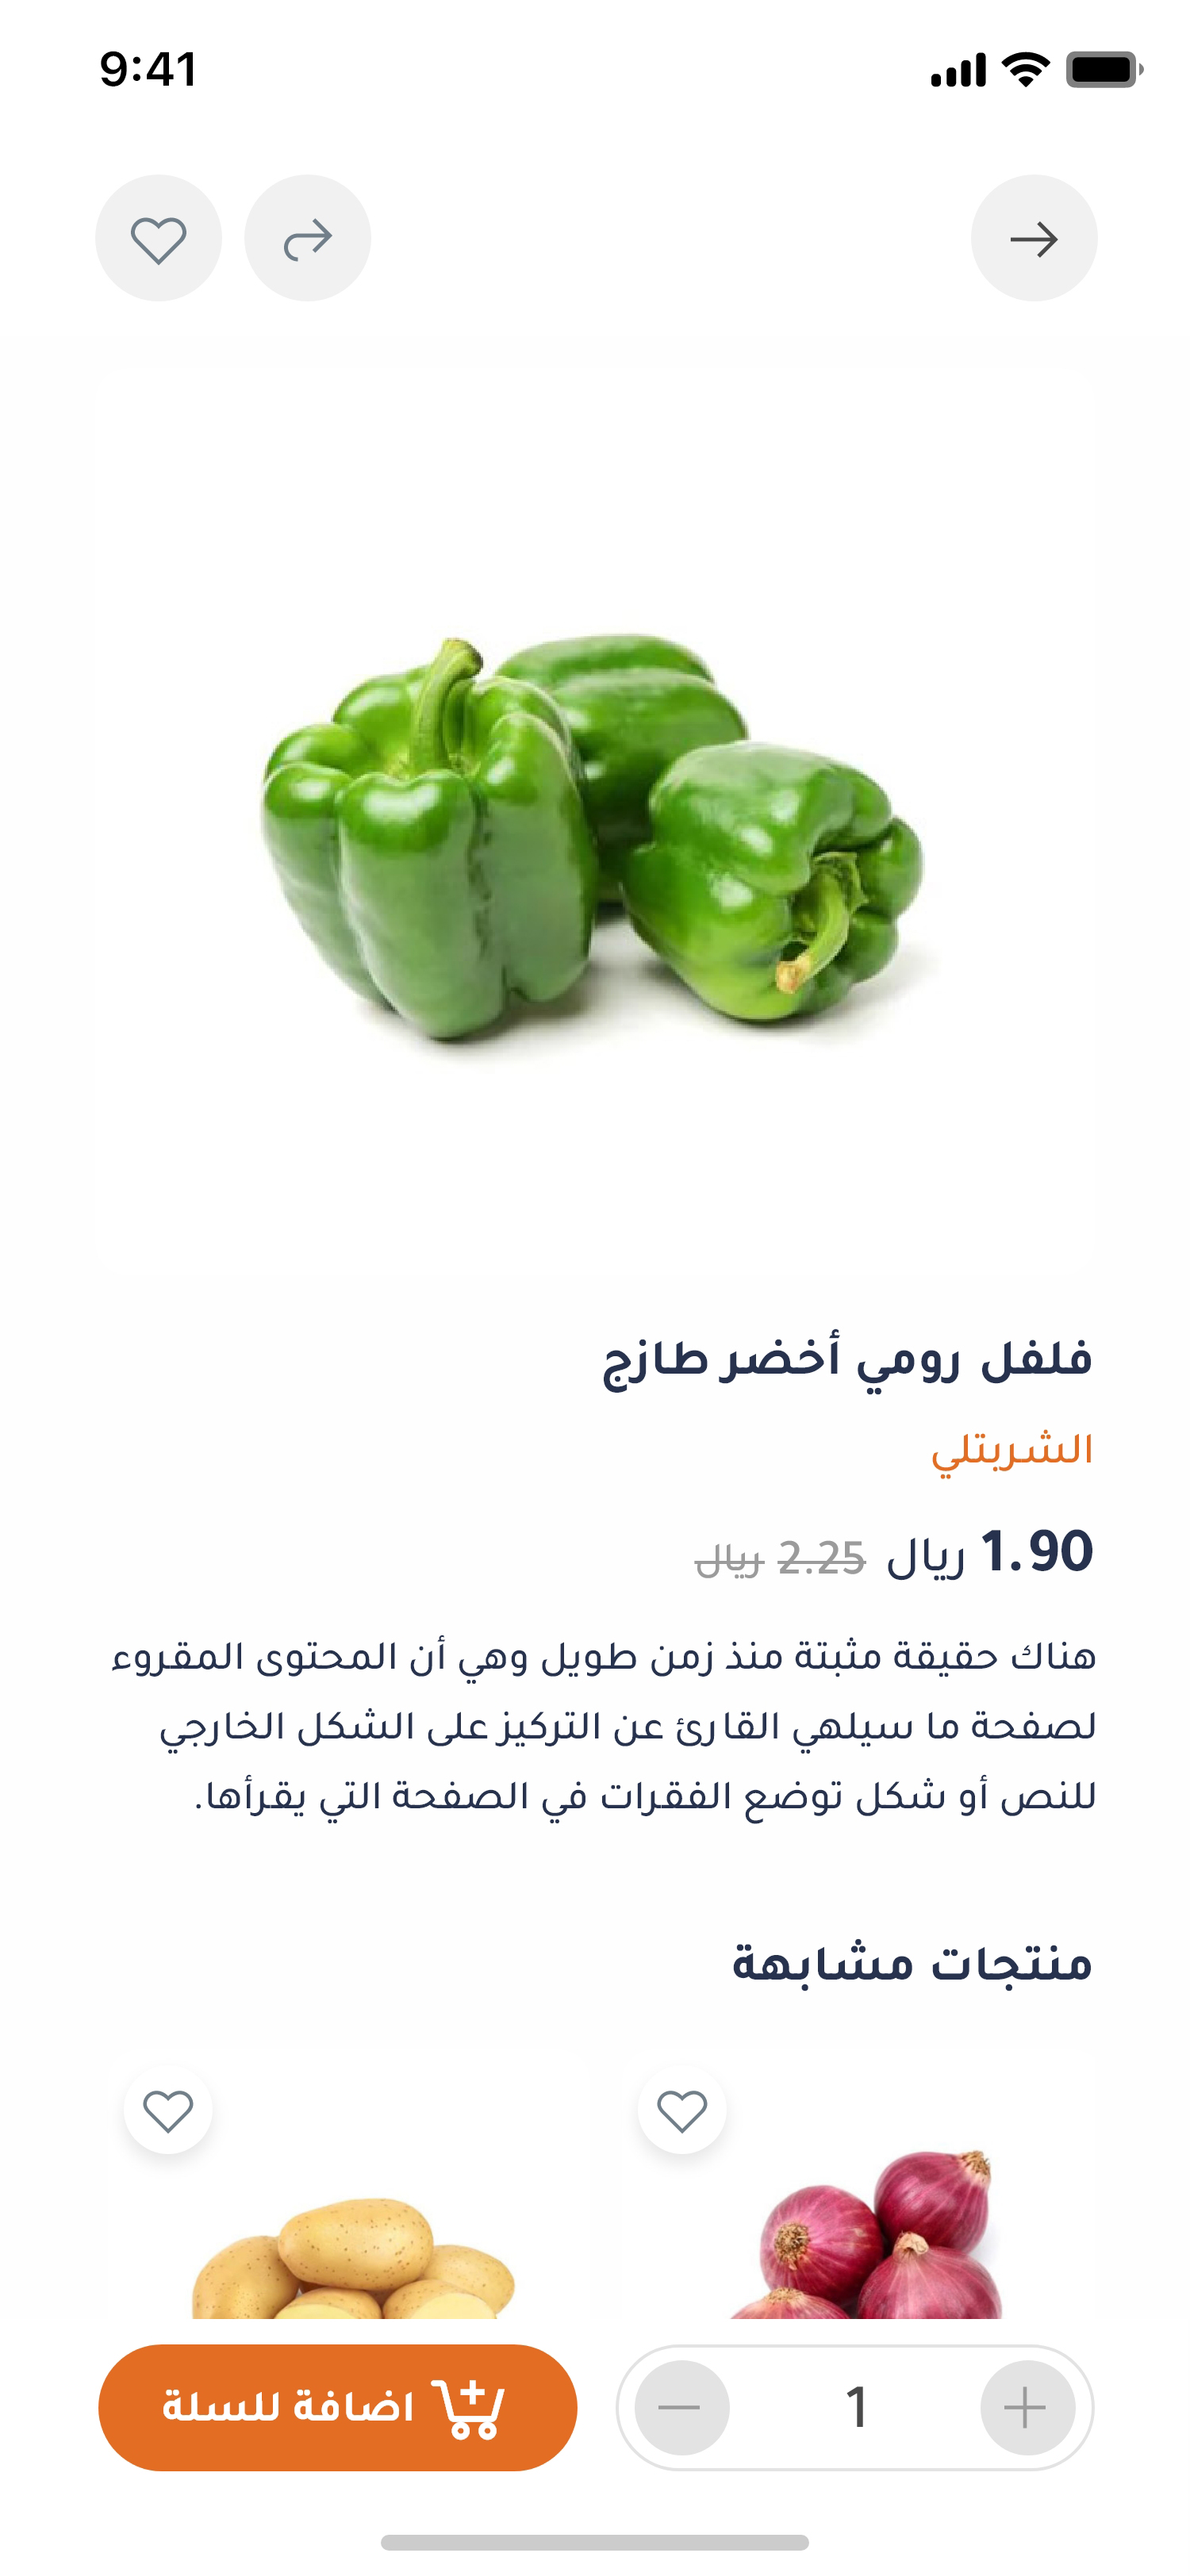 9:41
فلفل رومي أخضر طازج
الشربتلي
1.90 ريال 2.25 ريال
هناك حقيقة مثبتة منذ زمن طويل وهي أن المحتوى المقروء
لصفحة ما سيلهي القارئ عن التركيز على الشكل الخارجي
للنص أو شكل توضع الفقرات في الصفحة التي يقرأها.
منتجات مشابهة
1
اضافة للسلة